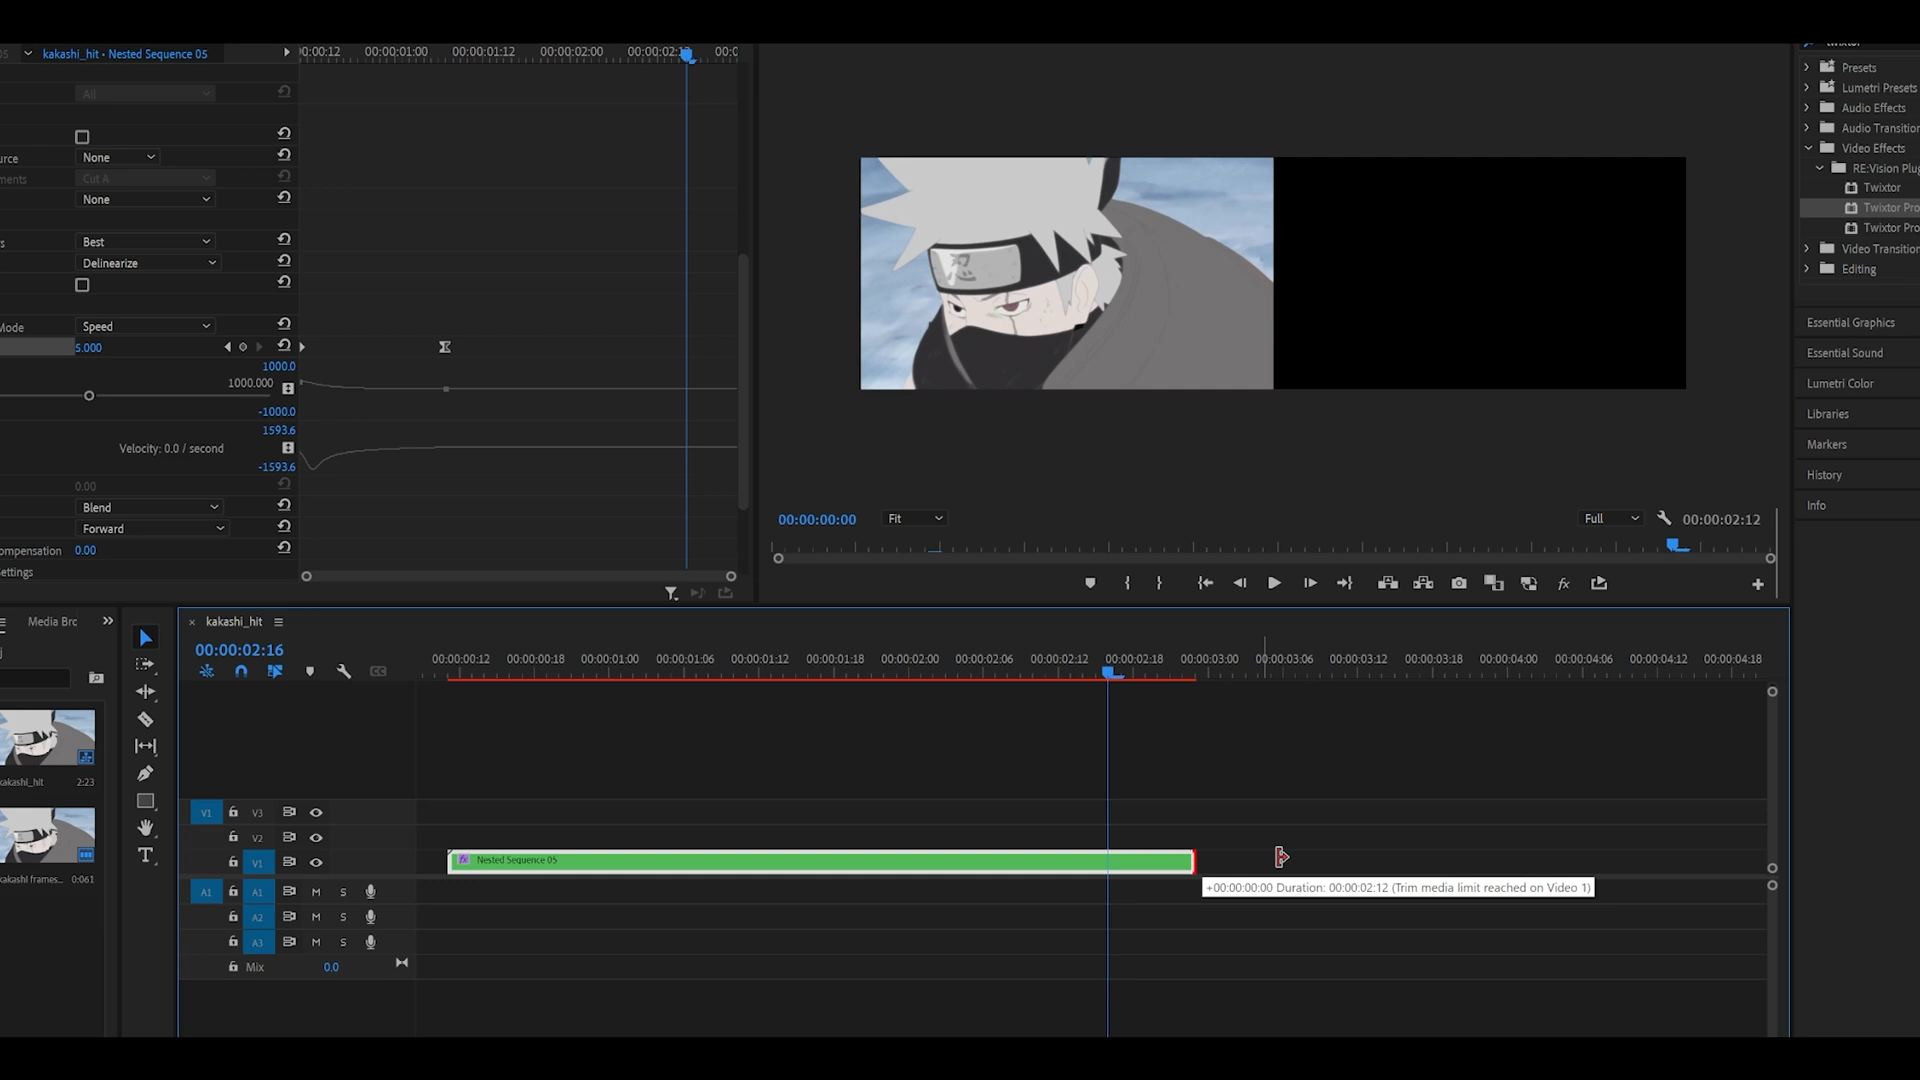 05
kakashi_hit • Nested Sequence 05
00:00:12
00:00:01:00
00:00:01:12
00:00:02:00
00:00:02:12
00:0
All
urce
None
ments
Cut A
None
s
Best
Delinearize
Mode
Speed
5.000
1000.0
1000.000
-1000.0
1593.6
Velocity: 0.0 / second
-1593.6
0.00
Blend
Forward
ompensation
0.00
ettings
00:00:00:00
Fit
Full
00:00:02:12
twixtor
Presets
Lumetri Presets
Audio Effects
Audio Transition
Video Effects
RE:Vision Plug
Twixtor
Twixtor Pro
Twixtor Pro
Video Transition
Editing
Essential Graphics
Essential Sound
Lumetri Color
Libraries
Markers
History
Info
Media Brc
kakashi_hit
2:23
kakashi frames...
0:061
× kakashi_hit
00:00:02:16
00:00:00:12
00:00:00:18
00:00:01:00
00:00:01:06
00:00:01:12
00:00:01:18
00:00:02:00
00:00:02:06
00:00:02:12
00:00:02:18
00:00:03:00
00:00:03:06
00:00:03:12
00:00:03:18
00:00:04:00
00:00:04:06
00:00:04:12
00:00:04:18
V1 V3
V2
V1
fx Nested Sequence 05
+00:00:00:00 Duration: 00:00:02:12 (Trim media limit reached on Video 1)
A1 A1 M S
A2 M S
A3 M S
Mix 0.0